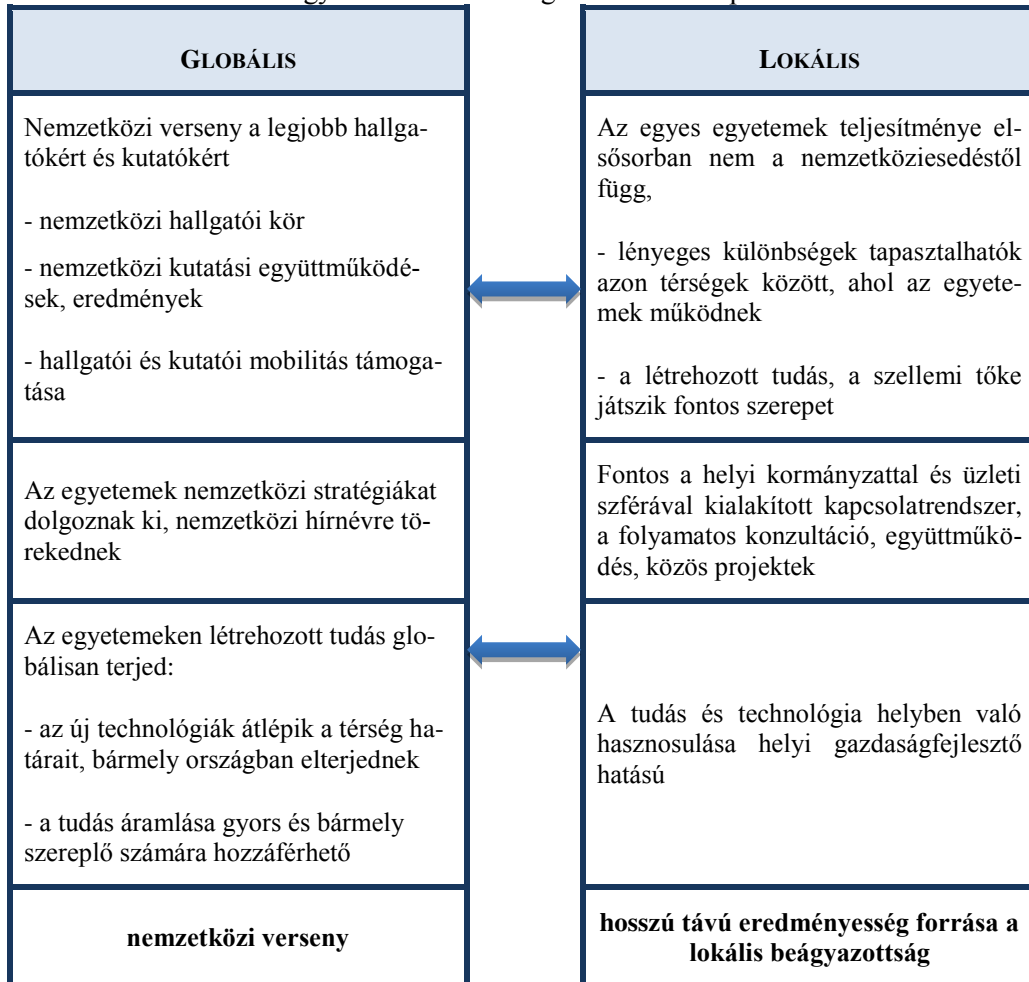 GLOBÁLIS
Nemzetközi verseny a legjobb hallga-
tókért és kutatókért
- nemzetközi hallgatói kör
- nemzetközi kutatási együttműködé-
sek, eredmények
- hallgatói és kutatói mobilitás támoga-
tása
Az egyetemek nemzetközi stratégiákat
dolgoznak ki, nemzetközi hírnévre tö-
rekednek
Az egyetemeken létrehozott tudás glo-
bálisan terjed:
- az új technológiák átlépik a térség ha-
tárait, bármely országban elterjednek
- a tudás áramlása gyors és bármely
szereplő számára hozzáférhető
nemzetközi verseny
LOKÁLIS
Az egyes egyetemek teljesítménye el-
sősorban nem a nemzetköziesedéstől
függ,
- lényeges különbségek tapasztalhatók
azon térségek között, ahol az egyete-
mek működnek
- a létrehozott tudás, a szellemi tőke
játszik fontos szerepet
Fontos a helyi kormányzattal és üzleti
szférával kialakított kapcsolatrendszer,
a folyamatos konzultáció, együttműkö-
dés, közös projektek
A tudás és technológia helyben való
hasznosulása helyi gazdaságfejlesztő
hatású
hosszú távú eredményesség forrása a
lokális beágyazottság